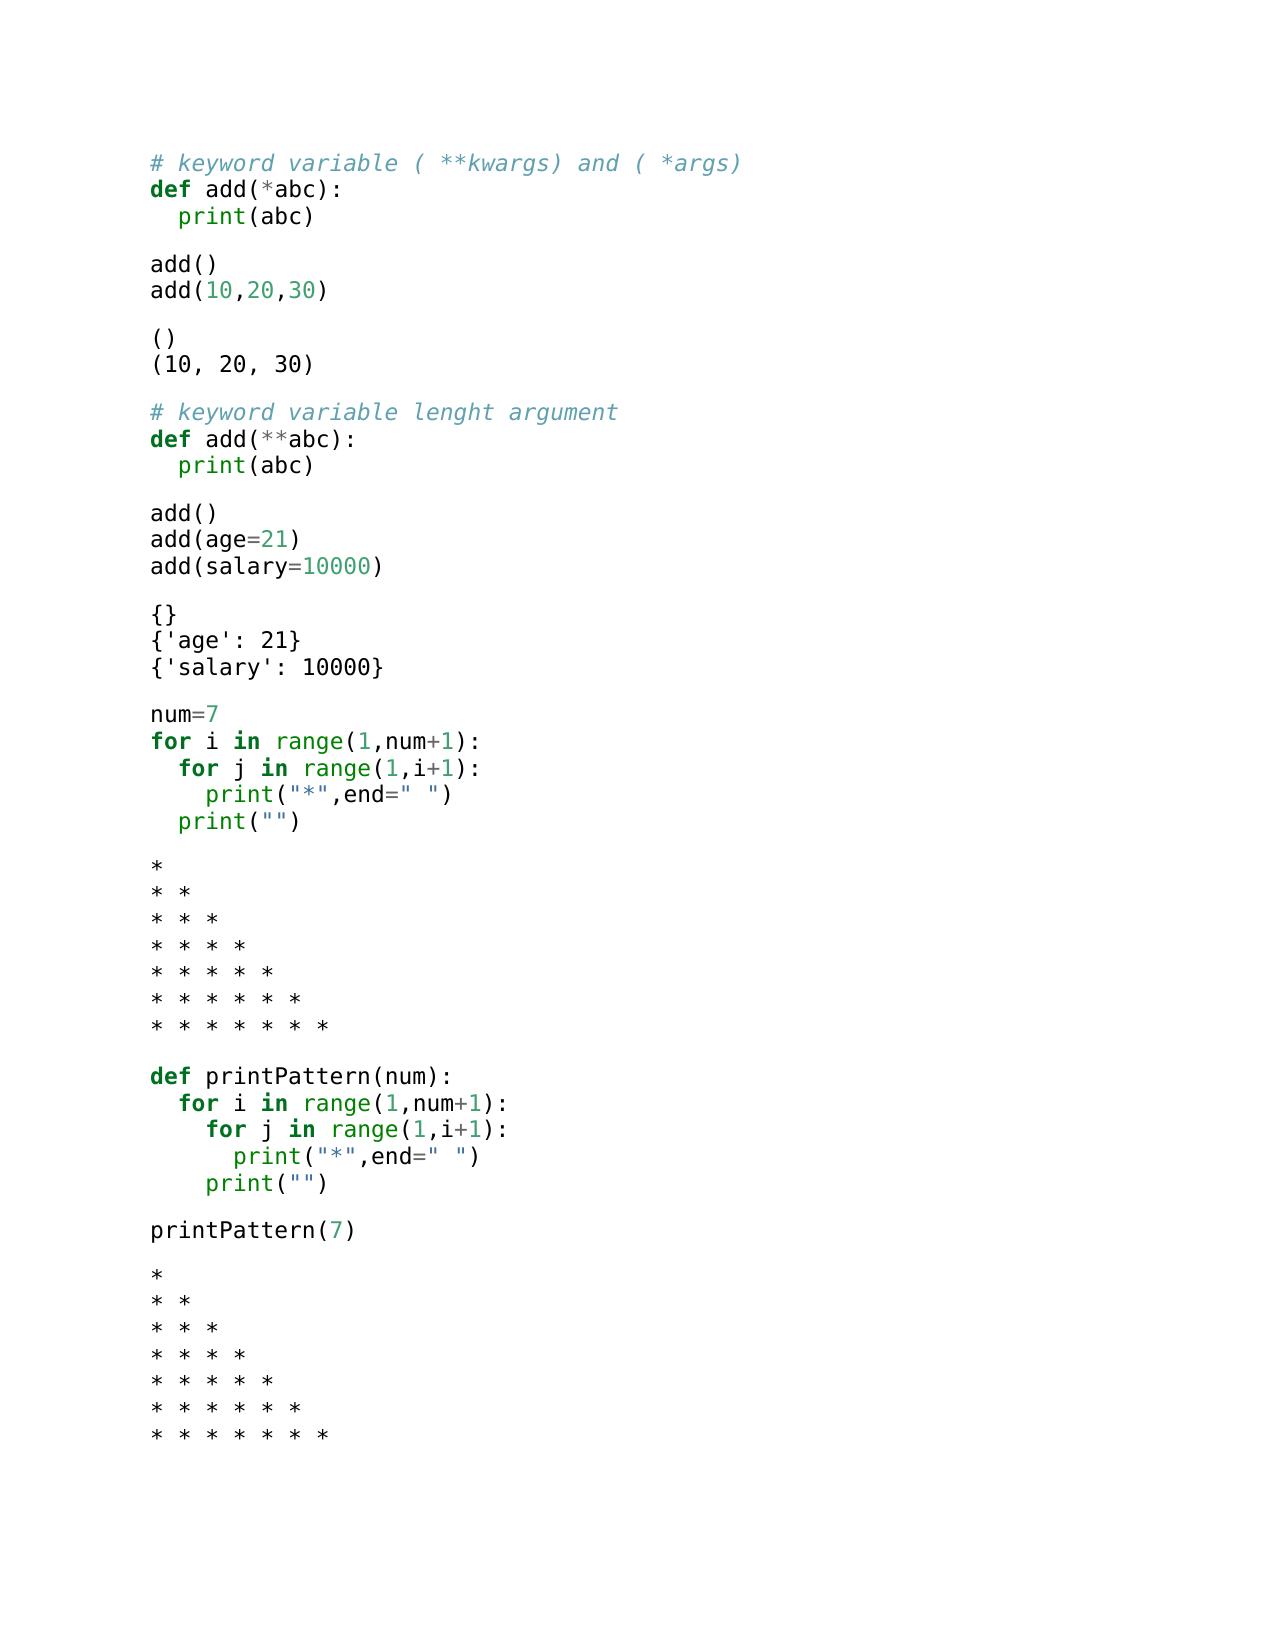 # keyword variable ( **kwargs) and ( *args)
def add(*abc):
  print(abc)

add()
add(10,20,30)

()
(10, 20, 30)

# keyword variable lenght argument
def add(**abc):
  print(abc)

add()
add(age=21)
add(salary=10000)

{}
{'age': 21}
{'salary': 10000}

num=7
for i in range(1,num+1):
  for j in range(1,i+1):
    print("*",end=" ")
  print("")

*
* *
* * *
* * * *
* * * * *
* * * * * *
* * * * * * *

def printPattern(num):
  for i in range(1,num+1):
    for j in range(1,i+1):
      print("*",end=" ")
    print("")

printPattern(7)

*
* *
* * *
* * * *
* * * * *
* * * * * *
* * * * * * *